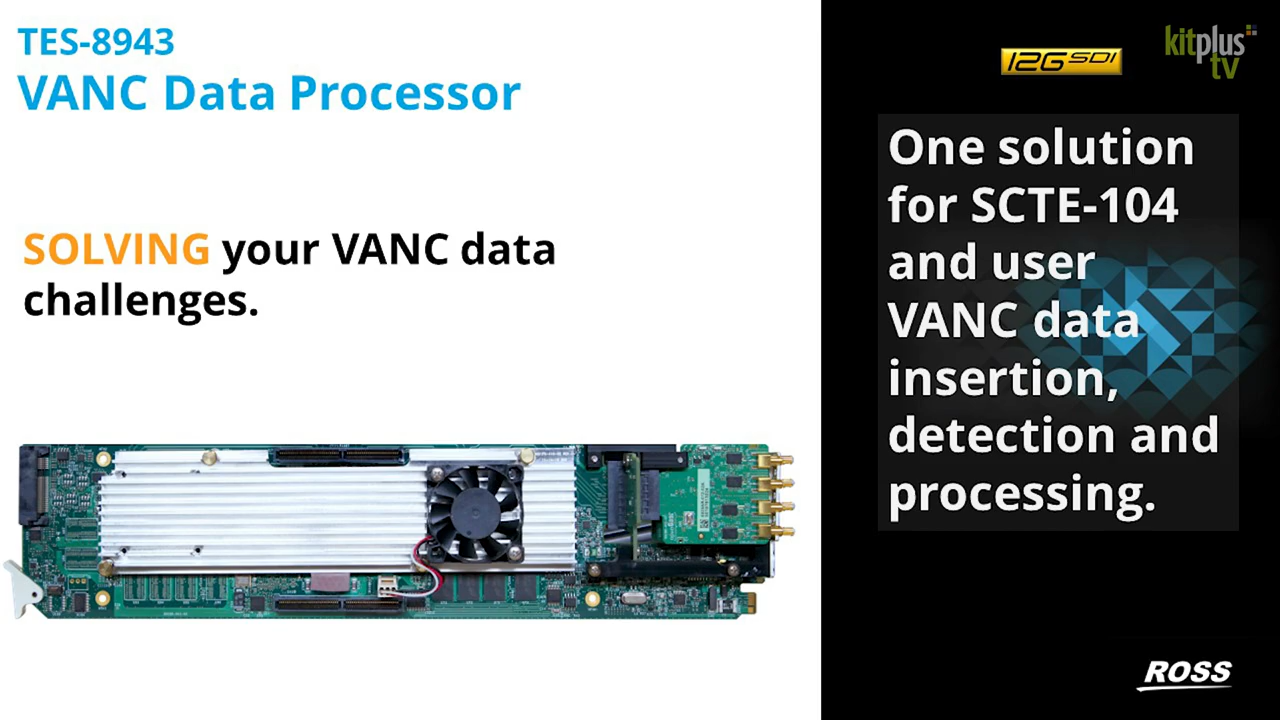 TES-8943
VANC Data Processor
SOLVING your VANC data
challenges.
12G SDI
kitplus
tv
One solution
for SCTE-104
and user
VANC data
insertion,
detection and
processing.
ROSS